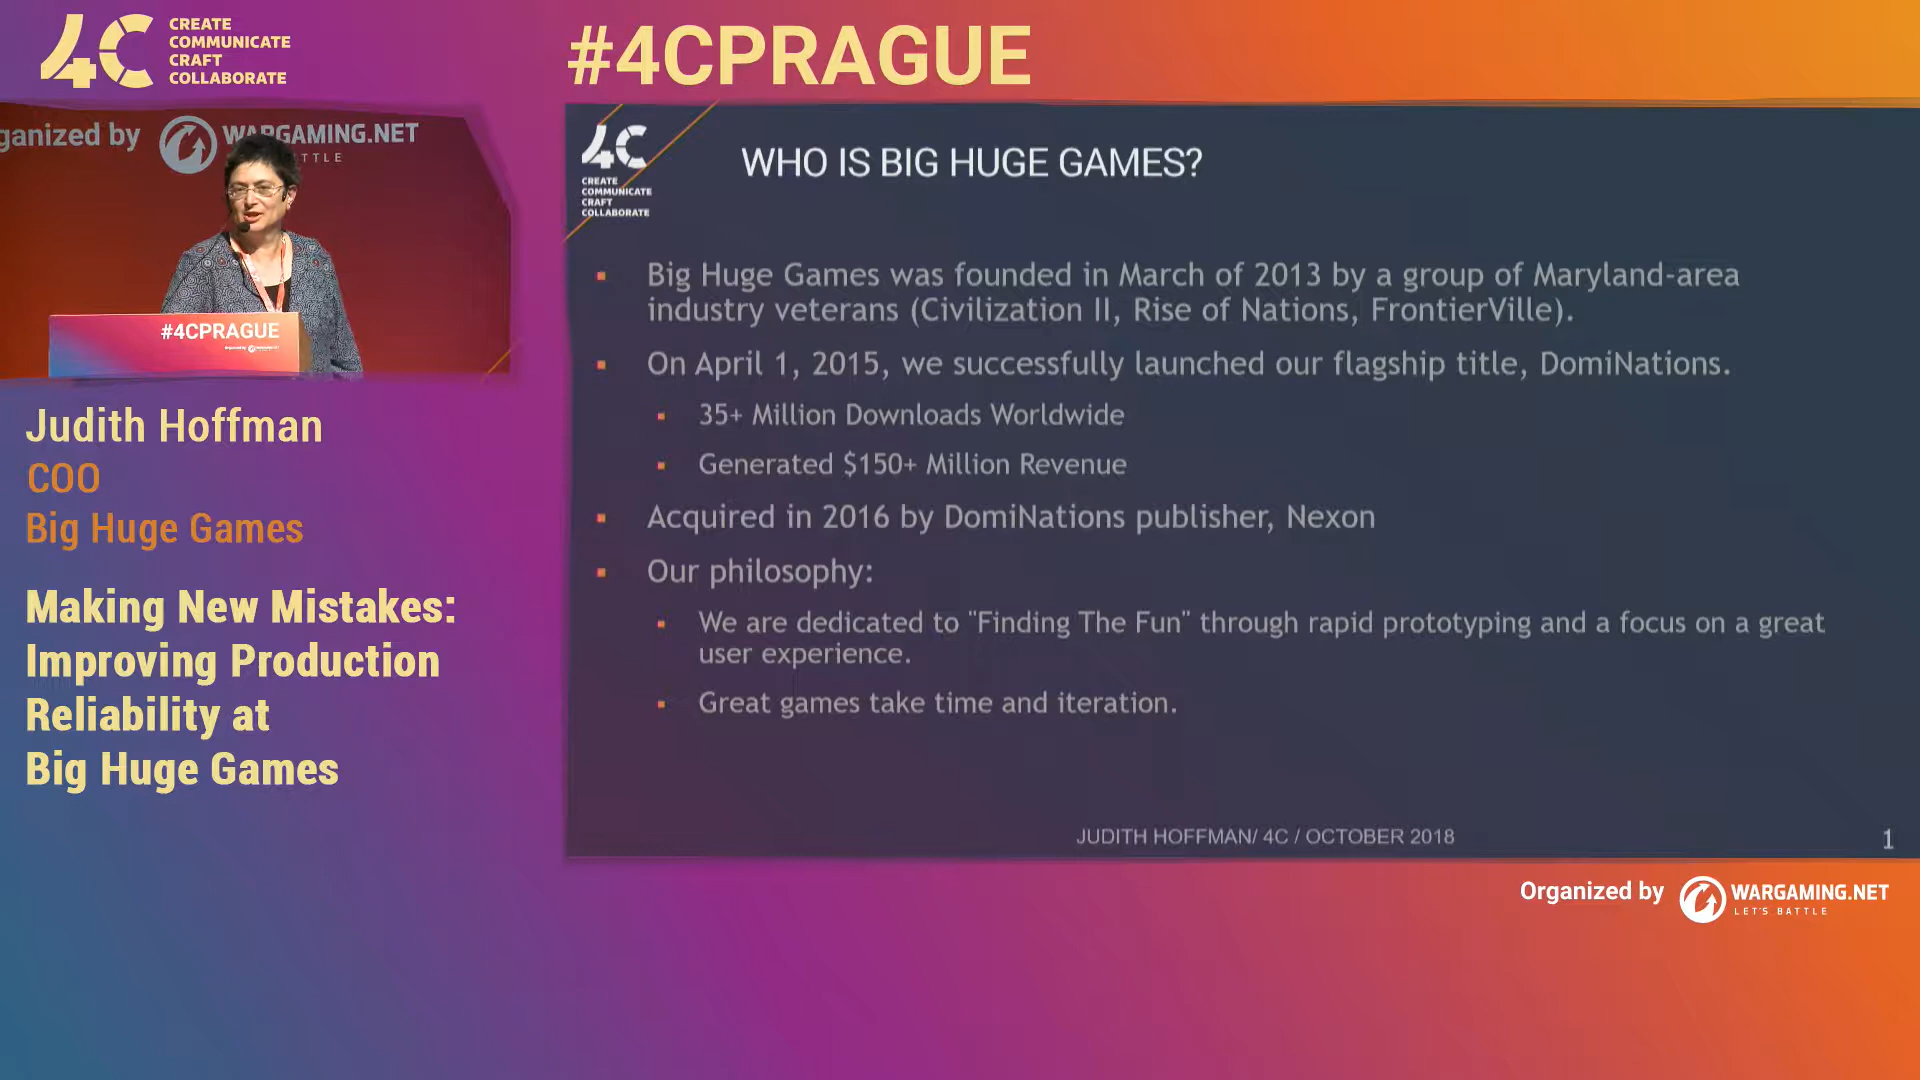 4C CREATE
COMMUNICATE
CRAFT
COLLABORATE
#4CPRAGUE
ganized by WARGAMING.NET
TTLE
#4CPRAGUE
Organized by
Judith Hoffman
COO
Big Huge Games
Making New Mistakes:
Improving Production
Reliability at
Big Huge Games
4C
CREATE
COMMUNICATE
CRAFT
COLLABORATE
WHO IS BIG HUGE GAMES?
▪ Big Huge Games was founded in March of 2013 by a group of Maryland-area
industry veterans (Civilization II, Rise of Nations, FrontierVille).
▪ On April 1, 2015, we successfully launched our flagship title, DomiNations.
▪ 35+ Million Downloads Worldwide
▪ Generated $150+ Million Revenue
▪ Acquired in 2016 by DomiNations publisher, Nexon
▪ Our philosophy:
▪ We are dedicated to "Finding The Fun" through rapid prototyping and a focus on a great
user experience.
▪ Great games take time and iteration.
JUDITH HOFFMAN/ 4C / OCTOBER 2018
1
Organized by WARGAMING.NET
LET'S BATTLE